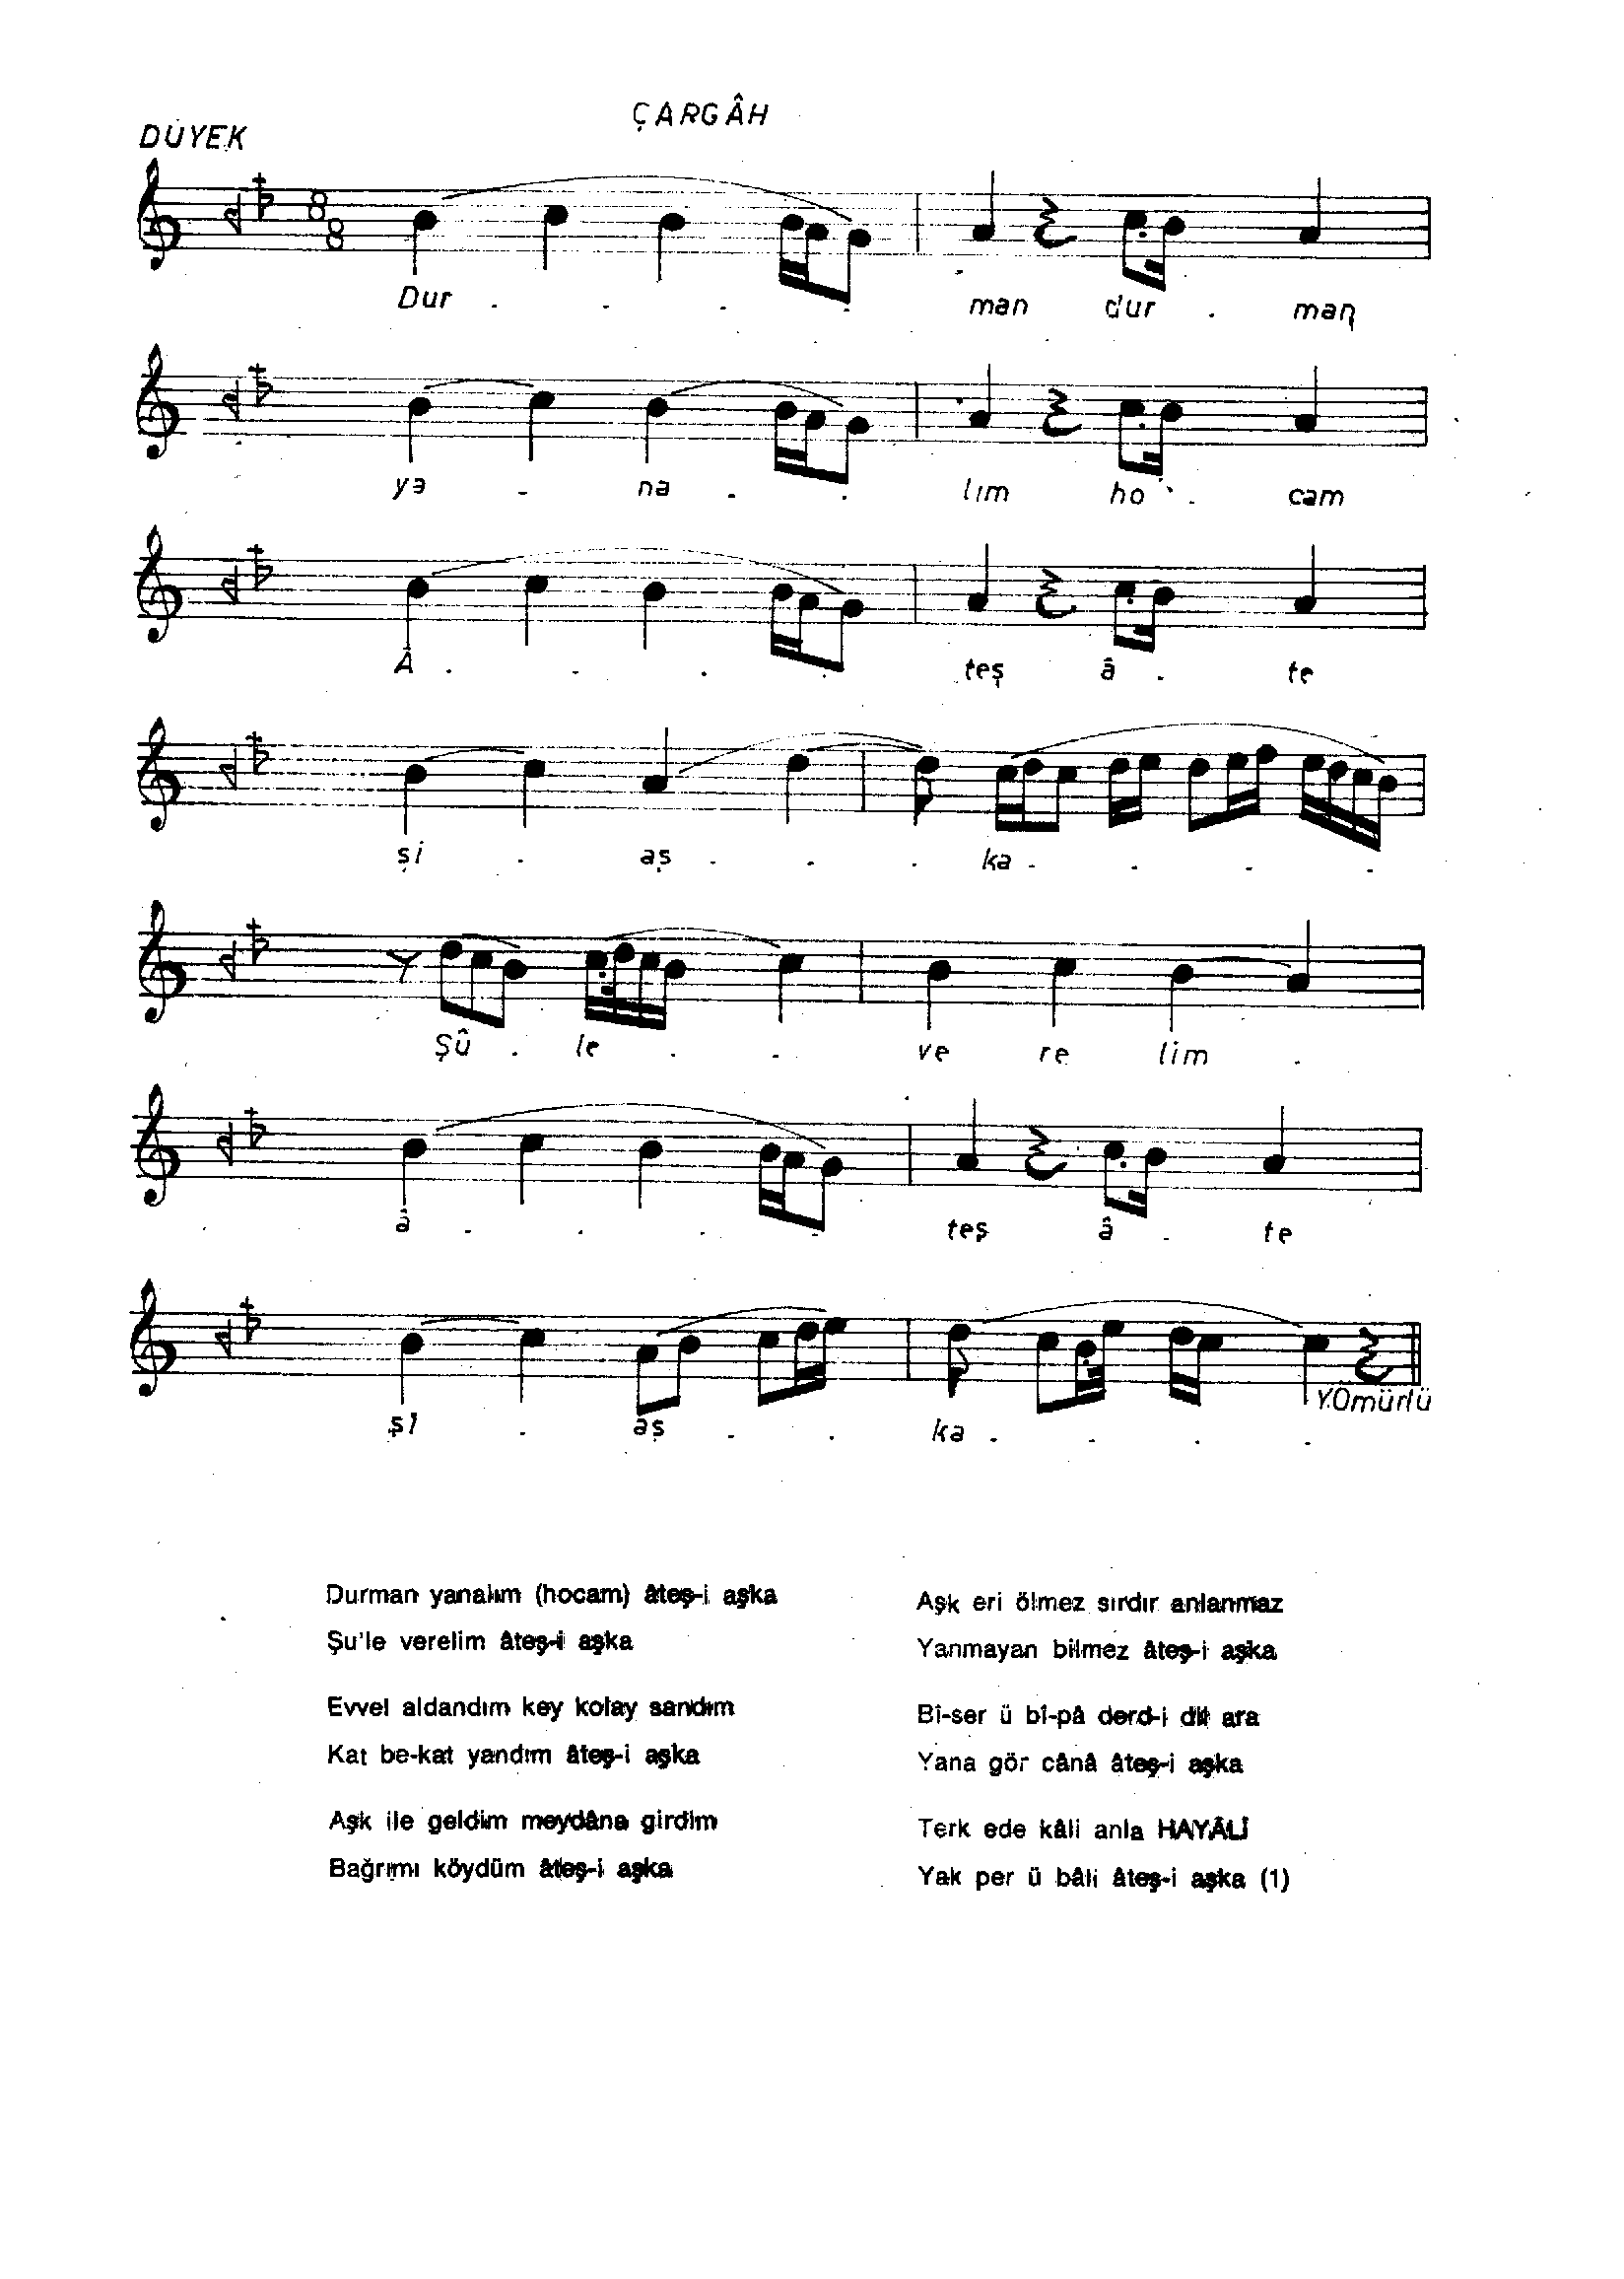 ÇARGÂH
DÜYEK
8
8
Dur . . . . man dur . man
ya . na . . lım ho . cam
Â . . . . teş â . te
şi . aş . . . ka . . . .
Şû . le . . ve re lim .
â . . . . teş â . te
şi . aş . . ka . . . .
Y.Ömürlü
Durman yanalım (hocam) âteş-i aşka
Şu'le verelim âteş-i aşka
Evvel aldandım key kolay sandım
Kat be-kat yandım âteş-i aşka
Aşk ile geldim meydâna girdim
Bağrımı köydüm âteş-i aşka
Aşk eri ölmez sırdır anlanmaz
Yanmayan bilmez âteş-i aşka
Bî-ser ü bî-pâ derd-i dil ara
Yana gör cânâ âteş-i aşka
Terk ede kâli anla HAYÂLÎ
Yak per ü bâli âteş-i aşka (1)